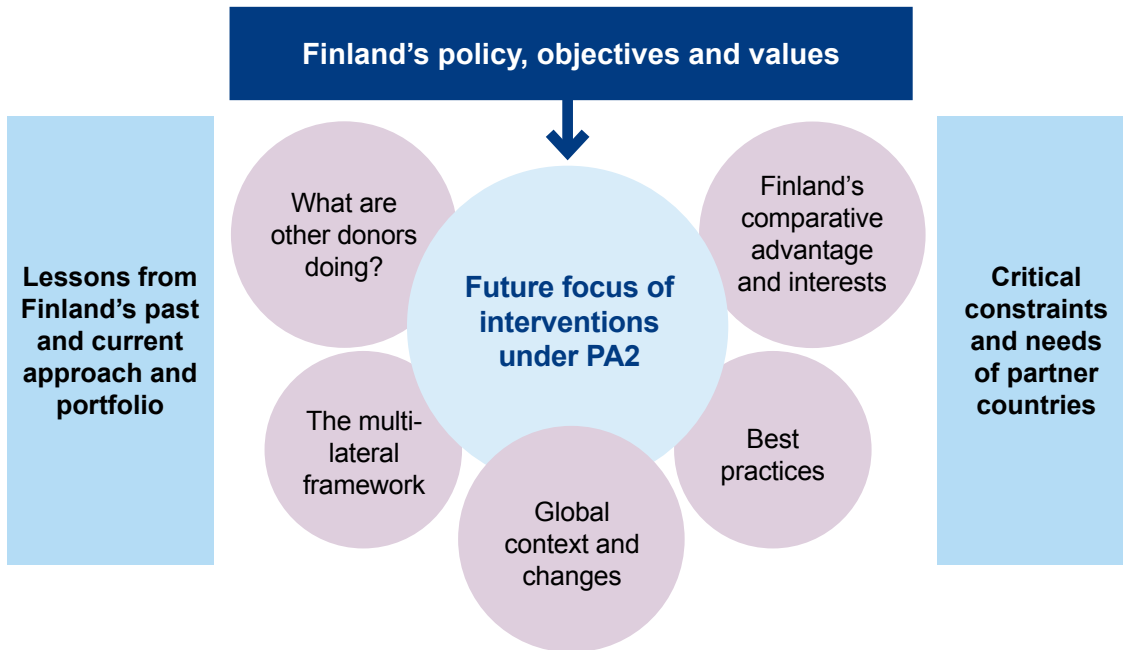 Finland’s policy, objectives and values
Lessons from
Finland’s past
and current
approach and
portfolio
What are
other donors
doing?
The multi-
lateral
framework
Future focus of
interventions
under PA2
Global
context and
changes
Finland’s
comparative
advantage
and interests
Best
practices
Critical
constraints
and needs
of partner
countries